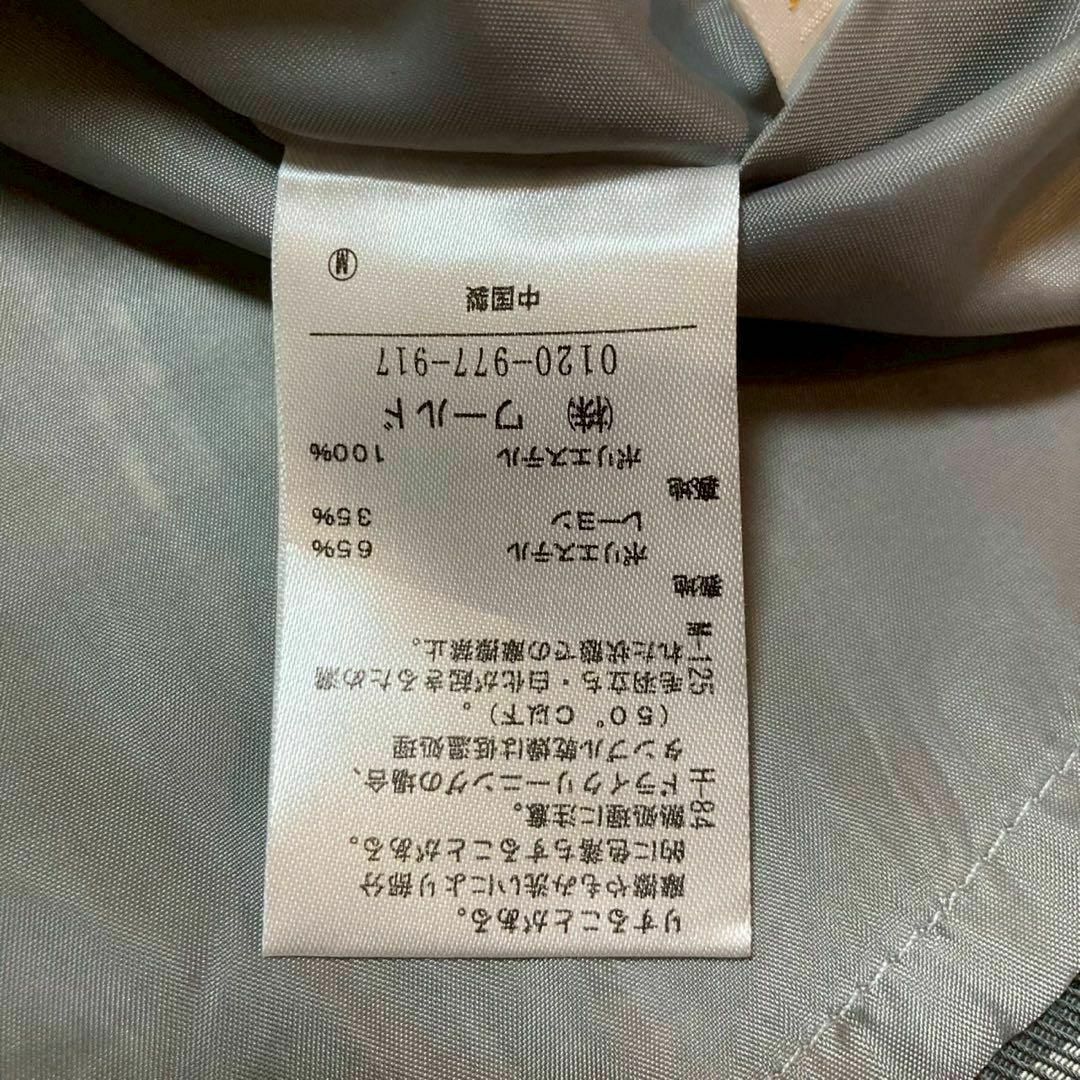 りすることがある。
摩擦やもみ洗いにより部分
的に色落ちすることがある。
熱処理に注意。
エ-84
ドライクリーニングの場合、
タンブル乾燥は低温処理
(50°C以下)。
毛羽立ち・白化が起きるため濡
M-125
れた状態での摩擦禁止。
表地
ポリエステル 65%
レーヨン 35%
裏地
ポリエステル 100%
㈱ ワールド
0120-977-917
中国製
Ⓜ